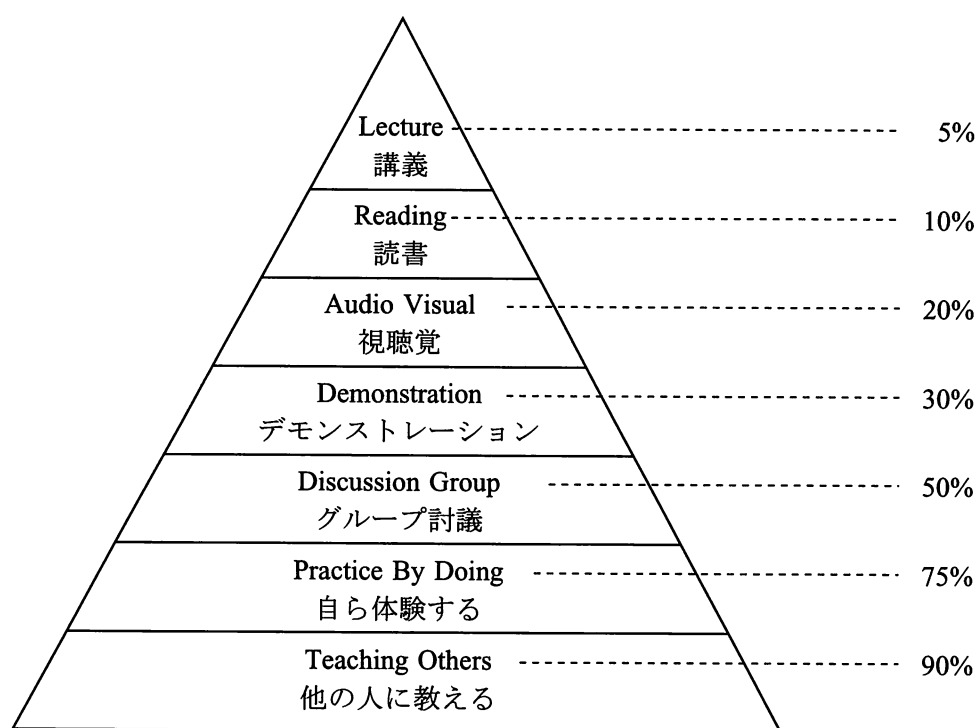 Lecture 5%
講義
Reading 10%
読書
Audio Visual 20%
視聴覚
Demonstration 30%
デモンストレーション
Discussion Group 50%
グループ討議
Practice By Doing 75%
自ら体験する
Teaching Others 90%
他の人に教える